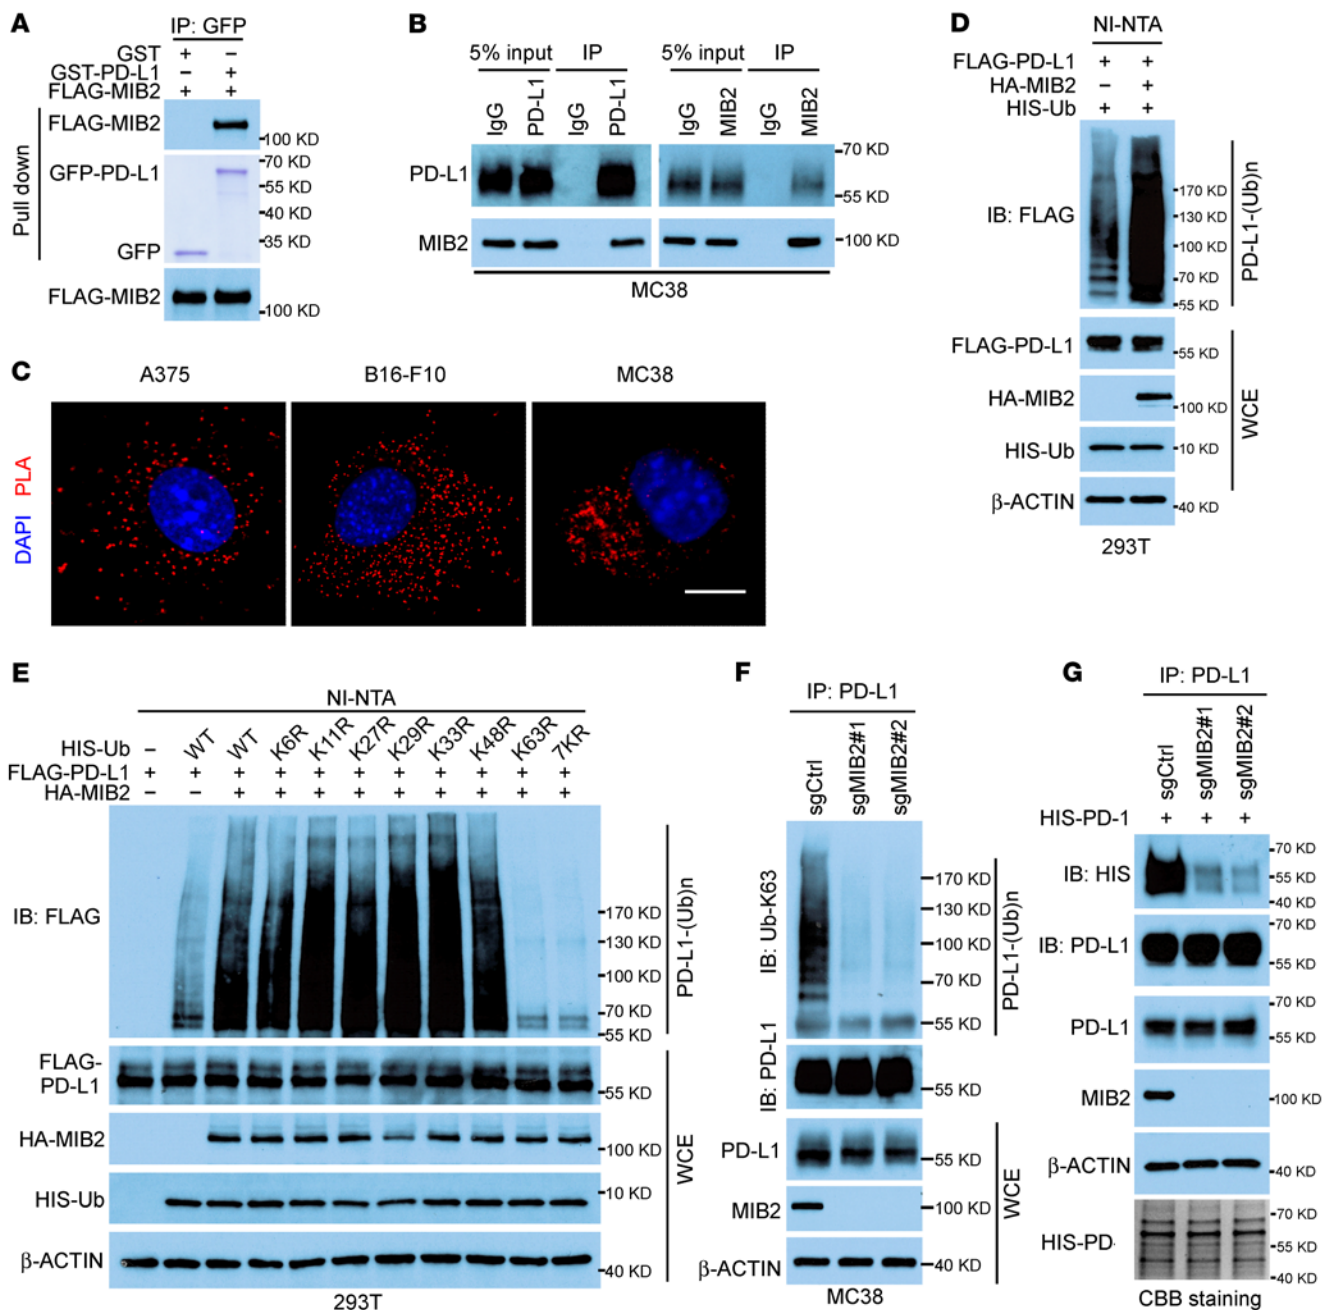 A
IP: GFP
GST + −
GST-PD-L1 − +
FLAG-MIB2 + +
Pull down
FLAG-MIB2
100 KD
GFP-PD-L1
70 KD
55 KD
40 KD
35 KD
GFP
FLAG-MIB2
100 KD
B
5% input IP 5% input IP
IgG PD-L1 IgG PD-L1 IgG MIB2 IgG MIB2
PD-L1
70 KD
55 KD
MIB2
100 KD
MC38
C
A375 B16-F10 MC38
DAPI PLA
D
NI-NTA
FLAG-PD-L1 + +
HA-MIB2 − +
HIS-Ub + +
IB: FLAG
170 KD
130 KD
100 KD
70 KD
55 KD
PD-L1-(Ub)n
FLAG-PD-L1
55 KD
HA-MIB2
100 KD
HIS-Ub
10 KD
β-ACTIN
40 KD
WCE
293T
E
NI-NTA
HIS-Ub − WT WT K6R K11R K27R K29R K33R K48R K63R 7KR
FLAG-PD-L1 + + + + + + + + + + +
HA-MIB2 − − + + + + + + + + +
IB: FLAG
170 KD
130 KD
100 KD
70 KD
55 KD
PD-L1-(Ub)n
FLAG-
PD-L1
55 KD
HA-MIB2
100 KD
HIS-Ub
10 KD
β-ACTIN
40 KD
WCE
293T
F
IP: PD-L1
sgCtrl sgMIB2#1 sgMIB2#2
IB: Ub-K63
170 KD
130 KD
100 KD
70 KD
55 KD
PD-L1-(Ub)n
IB: PD-L1
55 KD
PD-L1
55 KD
MIB2
100 KD
β-ACTIN
40 KD
WCE
MC38
G
IP: PD-L1
sgCtrl sgMIB2#1 sgMIB2#2
HIS-PD-1 + + +
IB: HIS
70 KD
55 KD
40 KD
IB: PD-L1
70 KD
55 KD
PD-L1
70 KD
55 KD
MIB2
100 KD
β-ACTIN
40 KD
HIS-PD-
70 KD
55 KD
40 KD
CBB staining